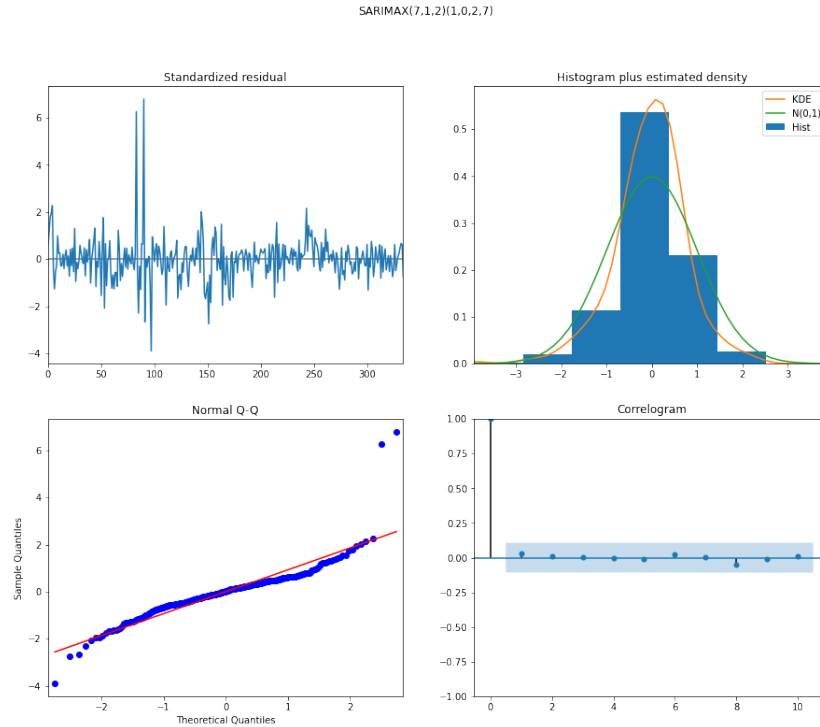 SARIMAX(7,1,2)(1,0,2,7)
Standardized residual
6
4
2
0
−2
−4
0 50 100 150 200 250 300
Histogram plus estimated density
KDE
N(0,1)
Hist
0.5
0.4
0.3
0.2
0.1
0.0
−3 −2 −1 0 1 2 3
Normal Q-Q
Sample Quantiles
6
4
2
0
−2
−4
−2 −1 0 1 2
Theoretical Quantiles
Correlogram
1.00
0.75
0.50
0.25
0.00
−0.25
−0.50
−0.75
−1.00
0 2 4 6 8 10